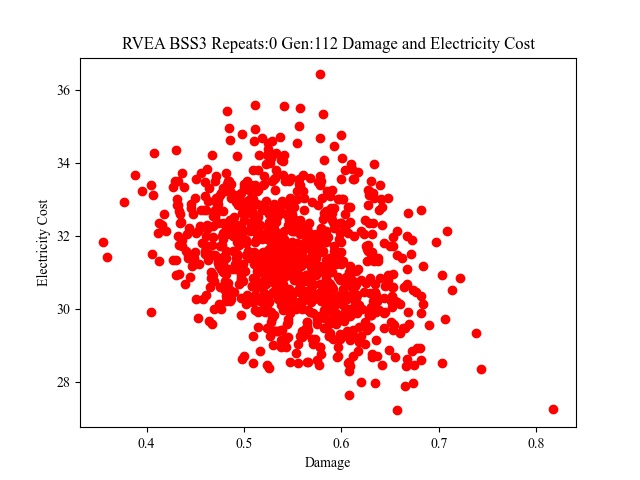 RVEA BSS3 Repeats:0 Gen:112 Damage and Electricity Cost
36
34
32
30
28
Electricity Cost
0.4 0.5 0.6 0.7 0.8
Damage